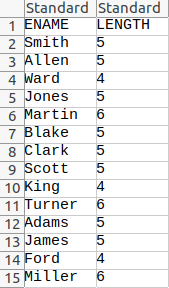 Standard Standard
1 ENAME LENGTH
2 Smith 5
3 Allen 5
4 Ward 4
5 Jones 5
6 Martin 6
7 Blake 5
8 Clark 5
9 Scott 5
10 King 4
11 Turner 6
12 Adams 5
13 James 5
14 Ford 4
15 Miller 6